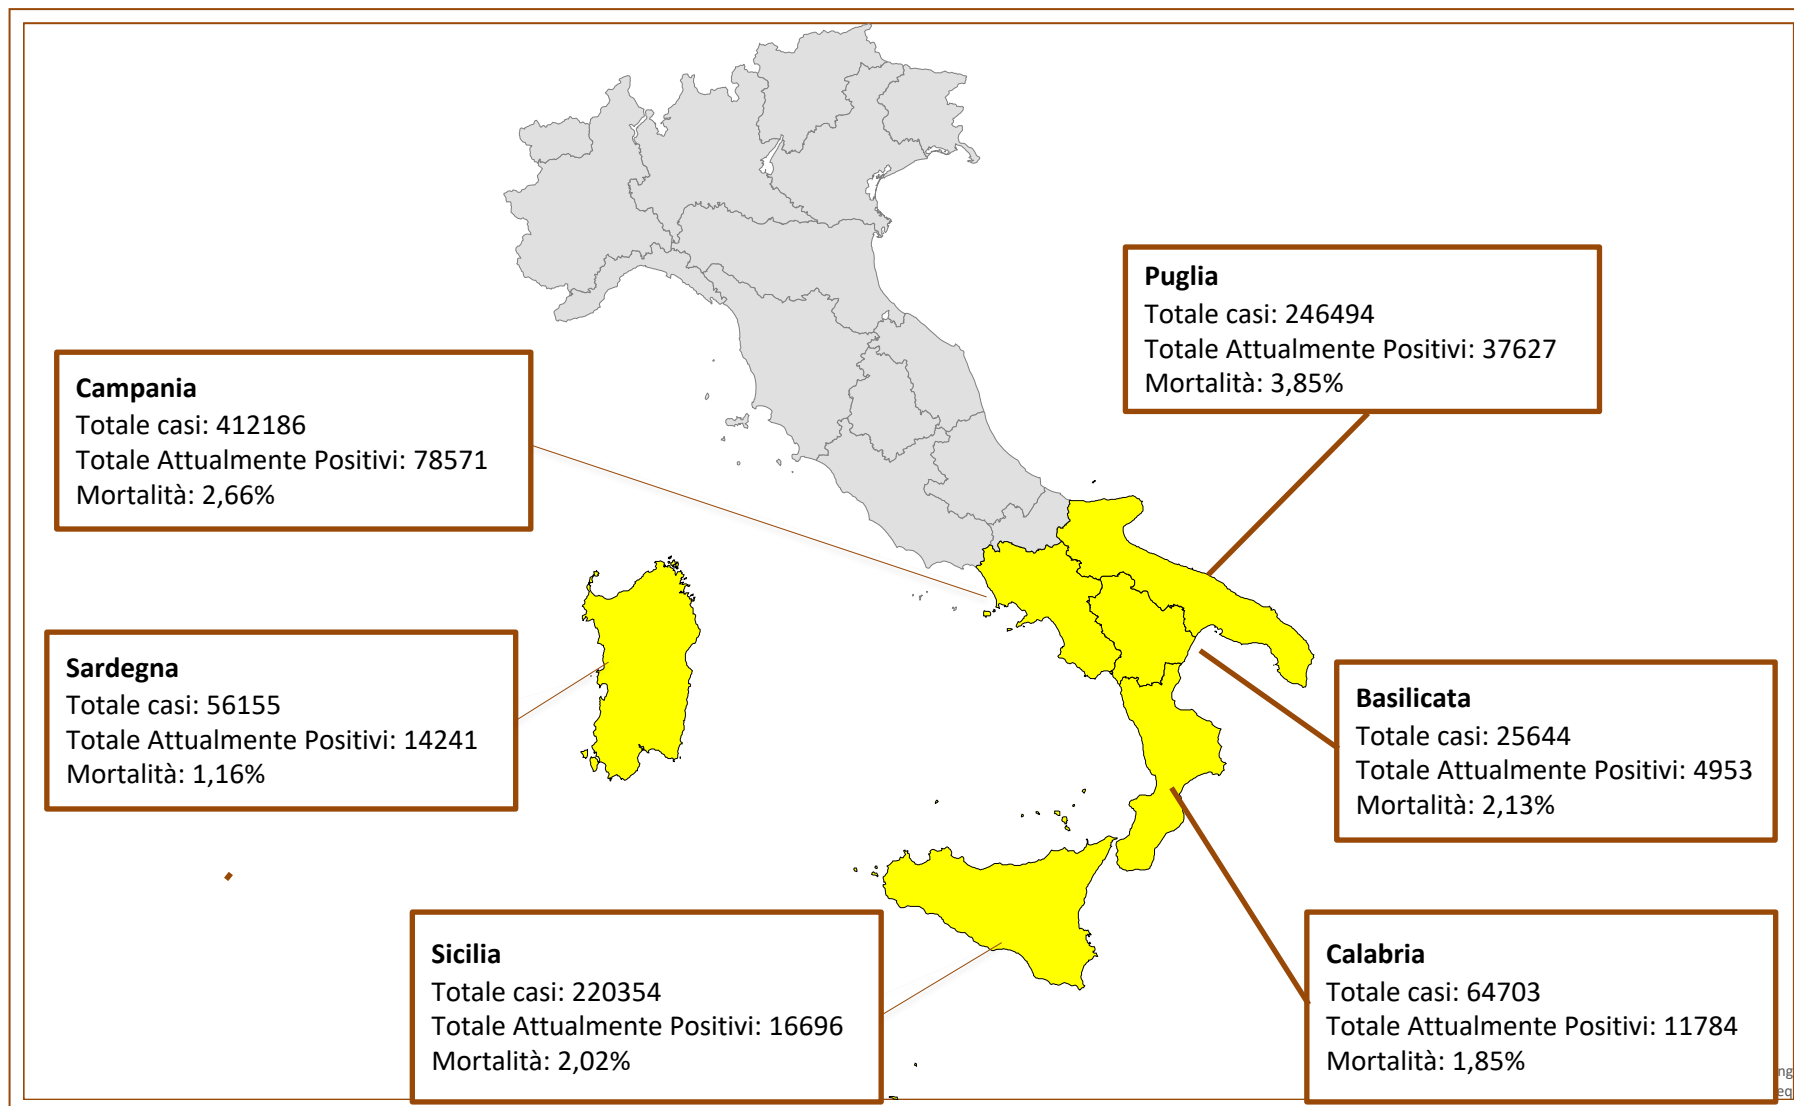 Puglia
Totale casi: 246494
Totale Attualmente Positivi: 37627
Mortalità: 3,85%
Campania
Totale casi: 412186
Totale Attualmente Positivi: 78571
Mortalità: 2,66%
Sardegna
Totale casi: 56155
Totale Attualmente Positivi: 14241
Mortalità: 1,16%
Basilicata
Totale casi: 25644
Totale Attualmente Positivi: 4953
Mortalità: 2,13%
Sicilia
Totale casi: 220354
Totale Attualmente Positivi: 16696
Mortalità: 2,02%
Calabria
Totale casi: 64703
Totale Attualmente Positivi: 11784
Mortalità: 1,85%